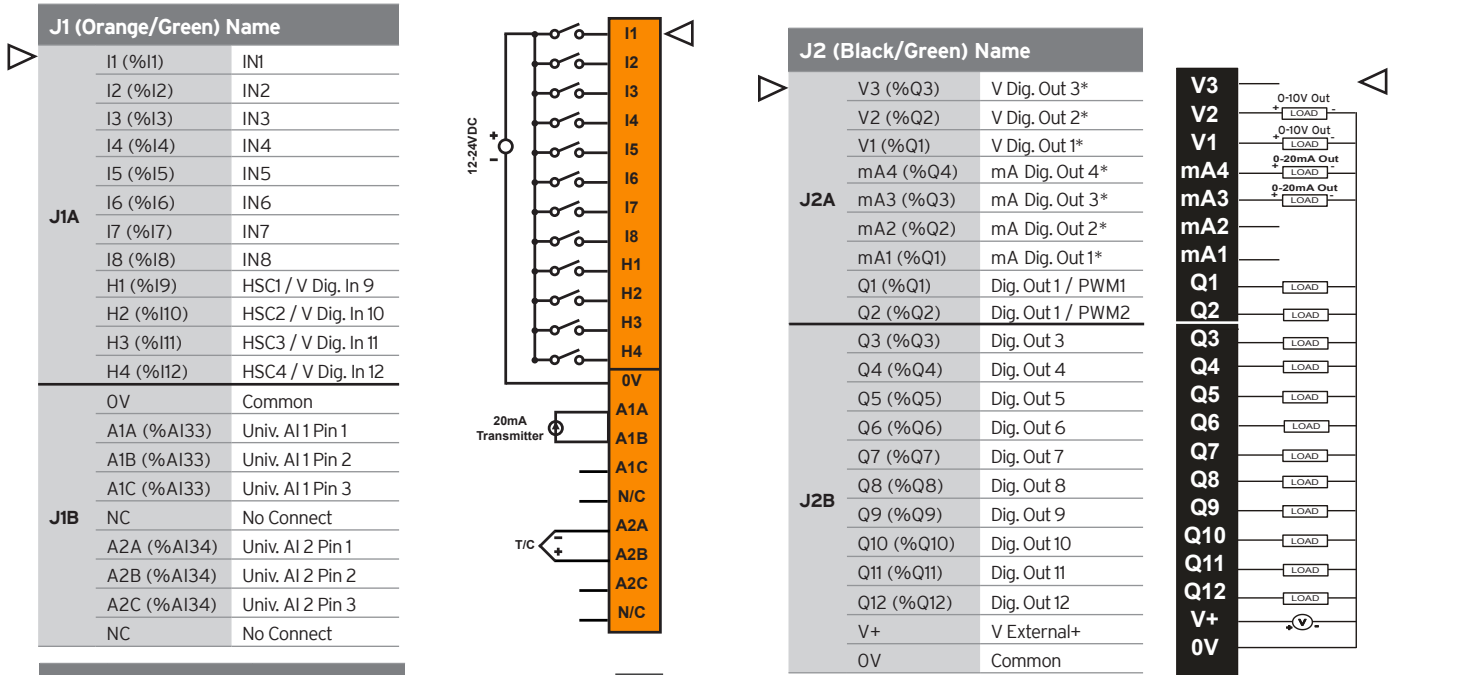 J1 (Orange/Green) Name
J1A
I1 (%I1) IN1
I2 (%I2) IN2
I3 (%I3) IN3
I4 (%I4) IN4
I5 (%I5) IN5
I6 (%I6) IN6
I7 (%I7) IN7
I8 (%I8) IN8
H1 (%I9) HSC1 / V Dig. In 9
H2 (%I10) HSC2 / V Dig. In 10
H3 (%I11) HSC3 / V Dig. In 11
H4 (%I12) HSC4 / V Dig. In 12
J1B
0V Common
A1A (%AI33) Univ. AI 1 Pin 1
A1B (%AI33) Univ. AI 1 Pin 2
A1C (%AI33) Univ. AI 1 Pin 3
NC No Connect
A2A (%AI34) Univ. AI 2 Pin 1
A2B (%AI34) Univ. AI 2 Pin 2
A2C (%AI34) Univ. AI 2 Pin 3
NC No Connect
12-24VDC
+
-
I1
I2
I3
I4
I5
I6
I7
I8
H1
H2
H3
H4
0V
20mA
Transmitter
A1A
A1B
A1C
N/C
T/C
-
+
A2A
A2B
A2C
N/C
J2 (Black/Green) Name
J2A
V3 (%Q3) V Dig. Out 3*
V2 (%Q2) V Dig. Out 2*
V1 (%Q1) V Dig. Out 1*
mA4 (%Q4) mA Dig. Out 4*
mA3 (%Q3) mA Dig. Out 3*
mA2 (%Q2) mA Dig. Out 2*
mA1 (%Q1) mA Dig. Out 1*
Q1 (%Q1) Dig. Out 1 / PWM1
Q2 (%Q2) Dig. Out 1 / PWM2
J2B
Q3 (%Q3) Dig. Out 3
Q4 (%Q4) Dig. Out 4
Q5 (%Q5) Dig. Out 5
Q6 (%Q6) Dig. Out 6
Q7 (%Q7) Dig. Out 7
Q8 (%Q8) Dig. Out 8
Q9 (%Q9) Dig. Out 9
Q10 (%Q10) Dig. Out 10
Q11 (%Q11) Dig. Out 11
Q12 (%Q12) Dig. Out 12
V+ V External+
0V Common
V3
0-10V Out
V2 + LOAD -
0-10V Out
V1 + LOAD -
0-20mA Out
mA4 + LOAD -
0-20mA Out
mA3 + LOAD -
mA2
mA1
Q1 LOAD
Q2 LOAD
Q3 LOAD
Q4 LOAD
Q5 LOAD
Q6 LOAD
Q7 LOAD
Q8 LOAD
Q9 LOAD
Q10 LOAD
Q11 LOAD
Q12 LOAD
V+ + V -
0V